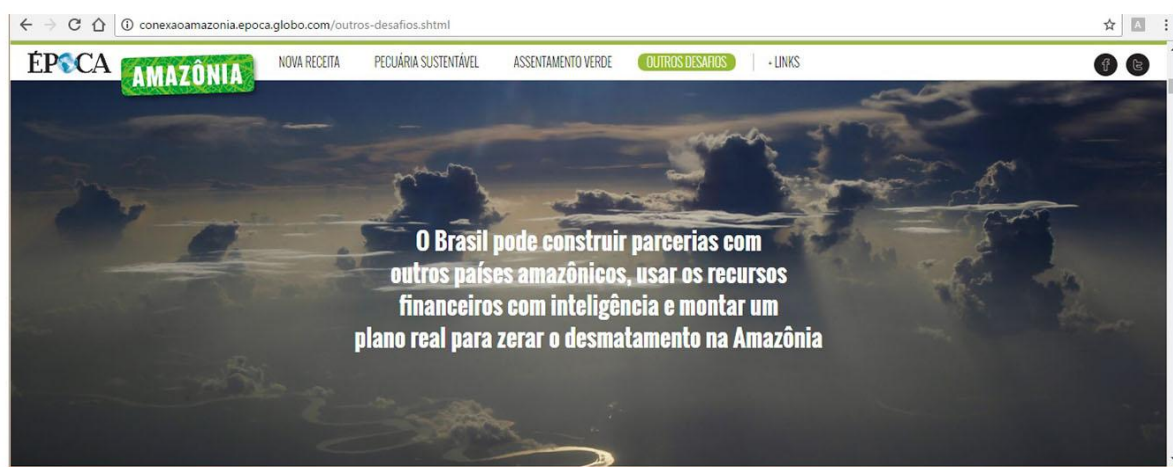 conexaoamazonia.epoca.globo.com/outros-desafios.shtml
A
ÉPOCA
AMAZÔNIA
NOVA RECEITA
PECUÁRIA SUSTENTÁVEL
ASSENTAMENTO VERDE
OUTROS DESAFIOS
+ LINKS
O Brasil pode construir parcerias com
outros países amazônicos, usar os recursos
financeiros com inteligência e montar um
plano real para zerar o desmatamento na Amazônia